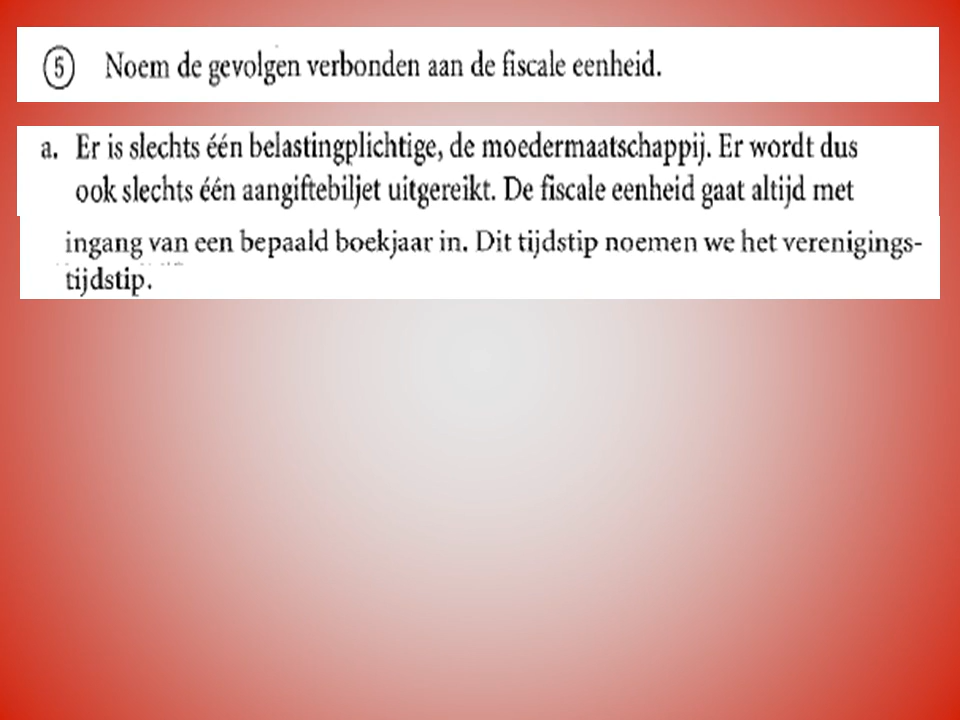 5 Noem de gevolgen verbonden aan de fiscale eenheid.
a. Er is slechts één belastingplichtige, de moedermaatschappij. Er wordt dus
ook slechts één aangiftebiljet uitgereikt. De fiscale eenheid gaat altijd met
ingang van een bepaald boekjaar in. Dit tijdstip noemen we het verenigings-
tijdstip.